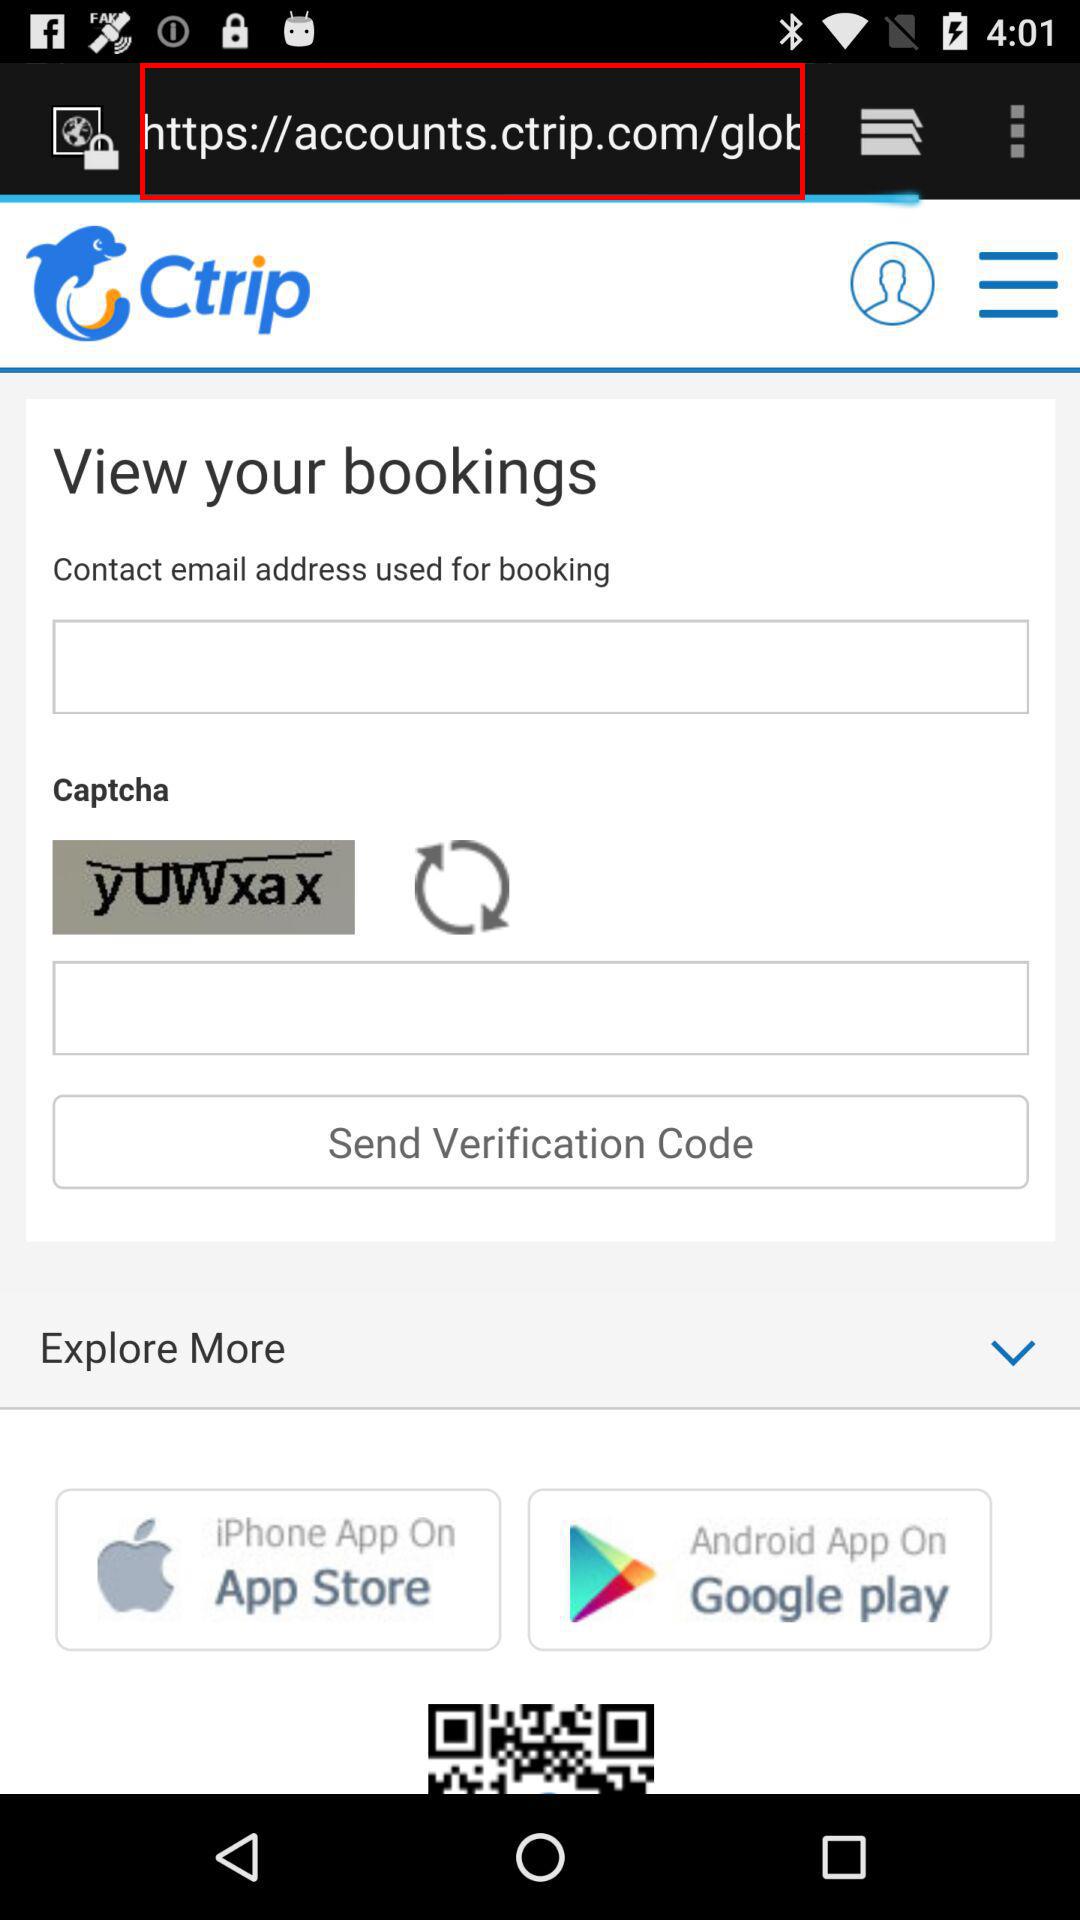 FAKE
4:01
https://accounts.ctrip.com/glob
Ctrip
View your bookings
Contact email address used for booking
Captcha
yUWxax
Send Verification Code
Explore More
iPhone App On
App Store
Android App On
Google play